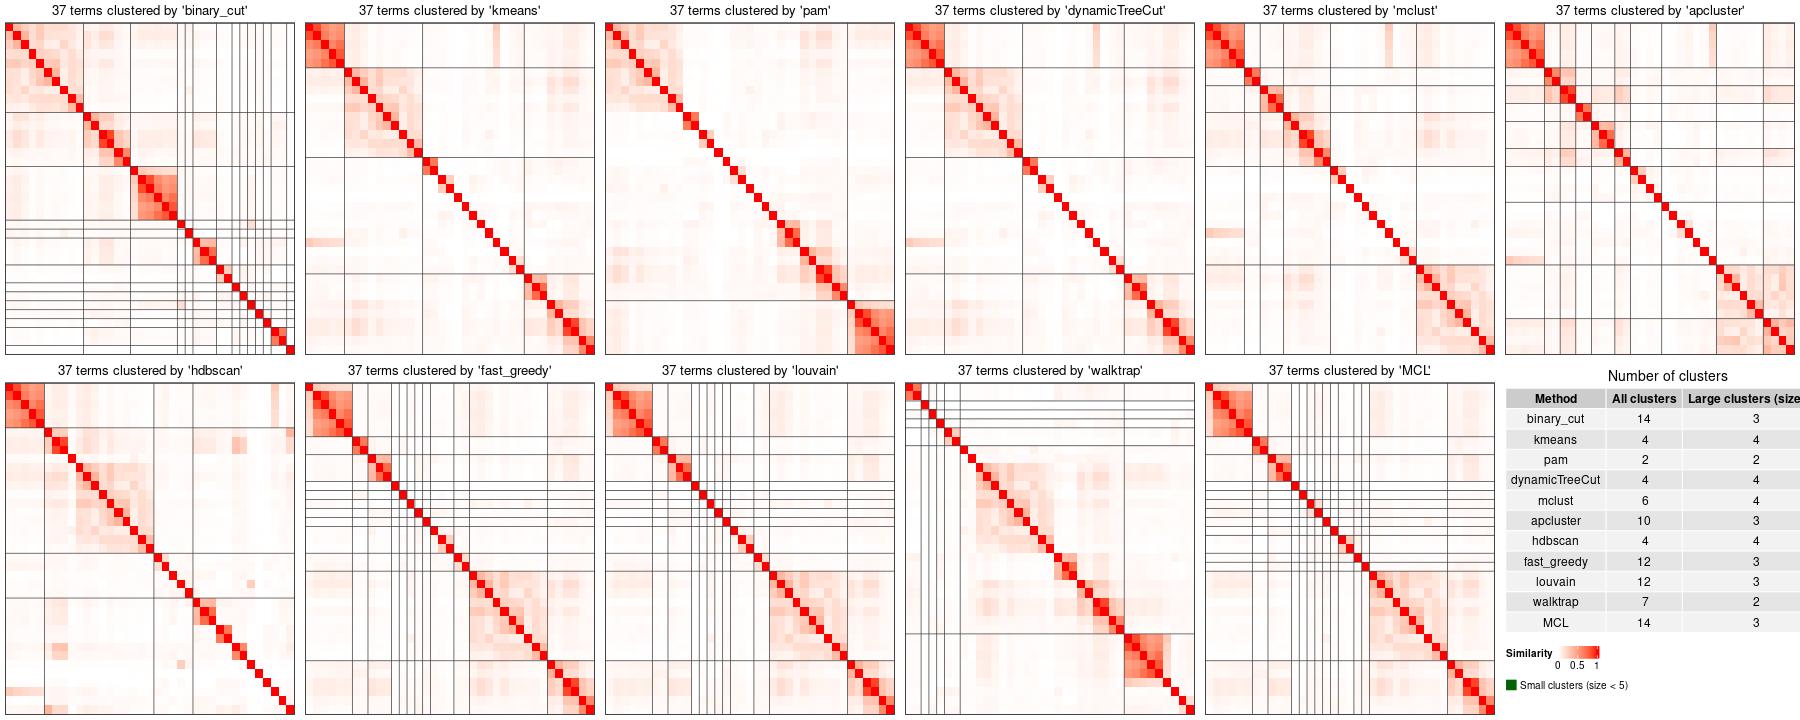 37 terms clustered by 'binary_cut'
37 terms clustered by 'kmeans'
37 terms clustered by 'pam'
37 terms clustered by 'dynamicTreeCut'
37 terms clustered by 'mclust'
37 terms clustered by 'apcluster'
37 terms clustered by 'hdbscan'
37 terms clustered by 'fast_greedy'
37 terms clustered by 'louvain'
37 terms clustered by 'walktrap'
37 terms clustered by 'MCL'
Number of clusters
Method All clusters Large clusters (size
binary_cut 14 3
kmeans 4 4
pam 2 2
dynamicTreeCut 4 4
mclust 6 4
apcluster 10 3
hdbscan 4 4
fast_greedy 12 3
louvain 12 3
walktrap 7 2
MCL 14 3
Similarity
0 0.5 1
Small clusters (size < 5)